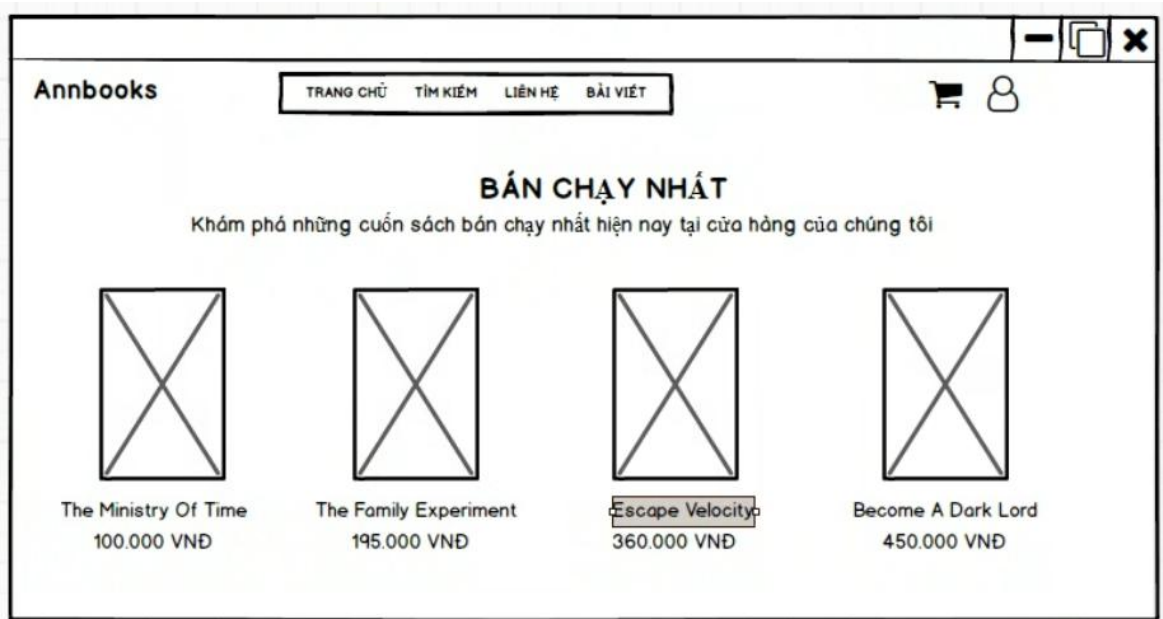 Annbooks
TRANG CHỦ TÌM KIẾM LIÊN HỆ BÀI VIẾT
BÁN CHẠY NHẤT
Khám phá những cuốn sách bán chạy nhất hiện nay tại cửa hàng của chúng tôi
The Ministry Of Time
100.000 VNĐ
The Family Experiment
195.000 VNĐ
Escape Velocity
360.000 VNĐ
Become A Dark Lord
450.000 VNĐ